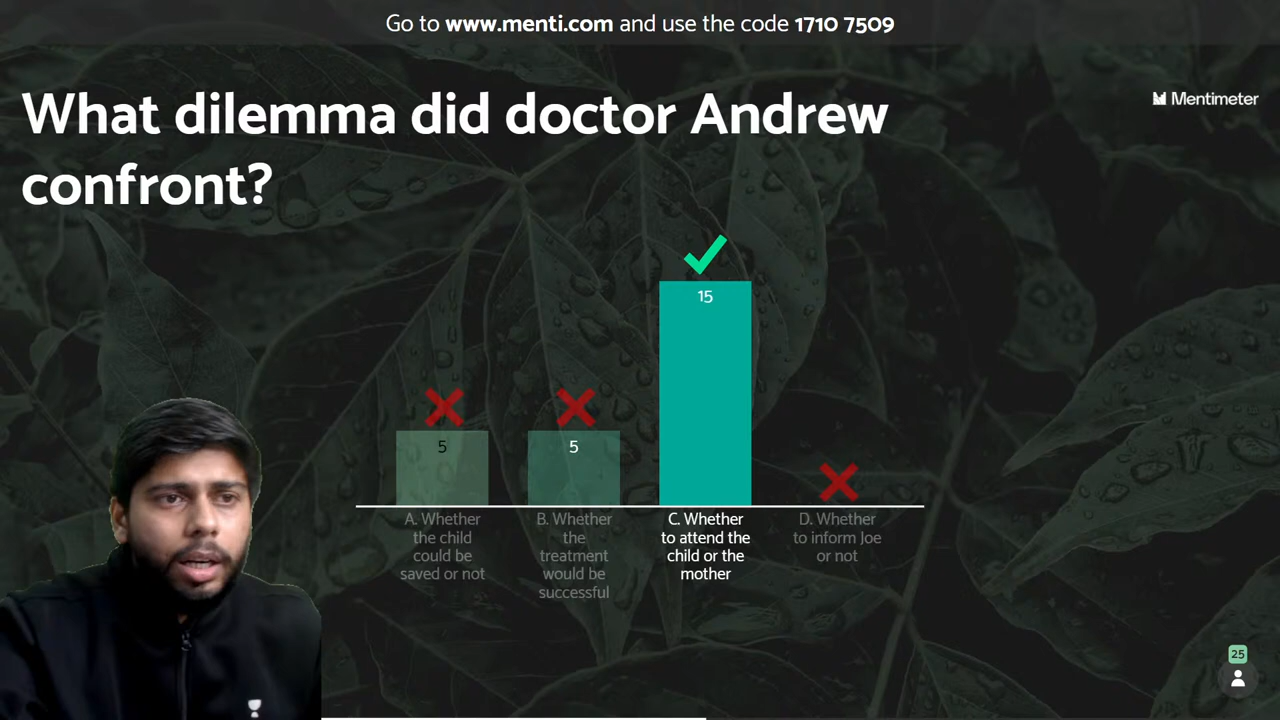 Go to www.menti.com and use the code 1710 7509
What dilemma did doctor Andrew
confront?
Mentimeter
15
5
5
A. Whether
the child
could be
saved or not
B. Whether
the
treatment
would be
successful
C. Whether
to attend the
child or the
mother
D. Whether
to inform Joe
or not
25